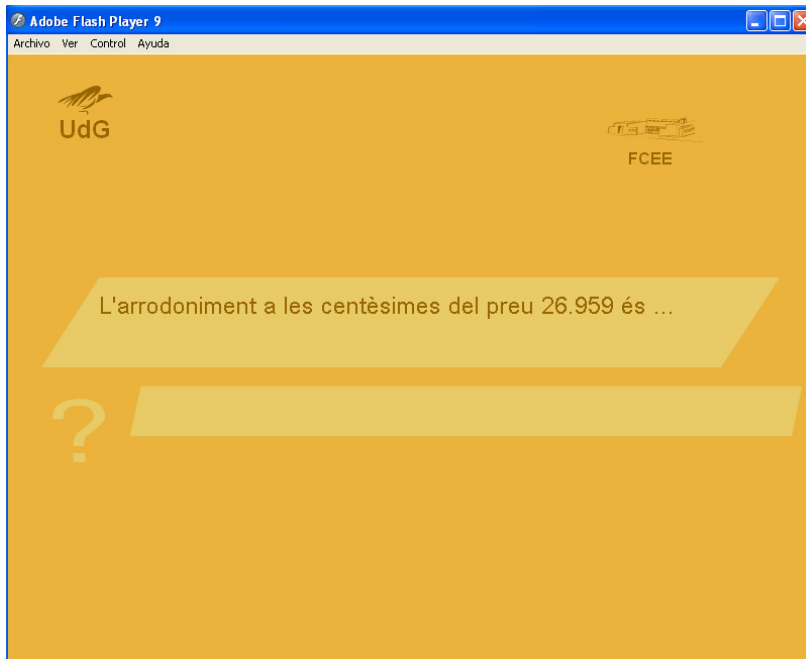 Adobe Flash Player 9
Archivo Ver Control Ayuda
UdG
FCEE
L'arrodoniment a les centèsimes del preu 26.959 és ...
?